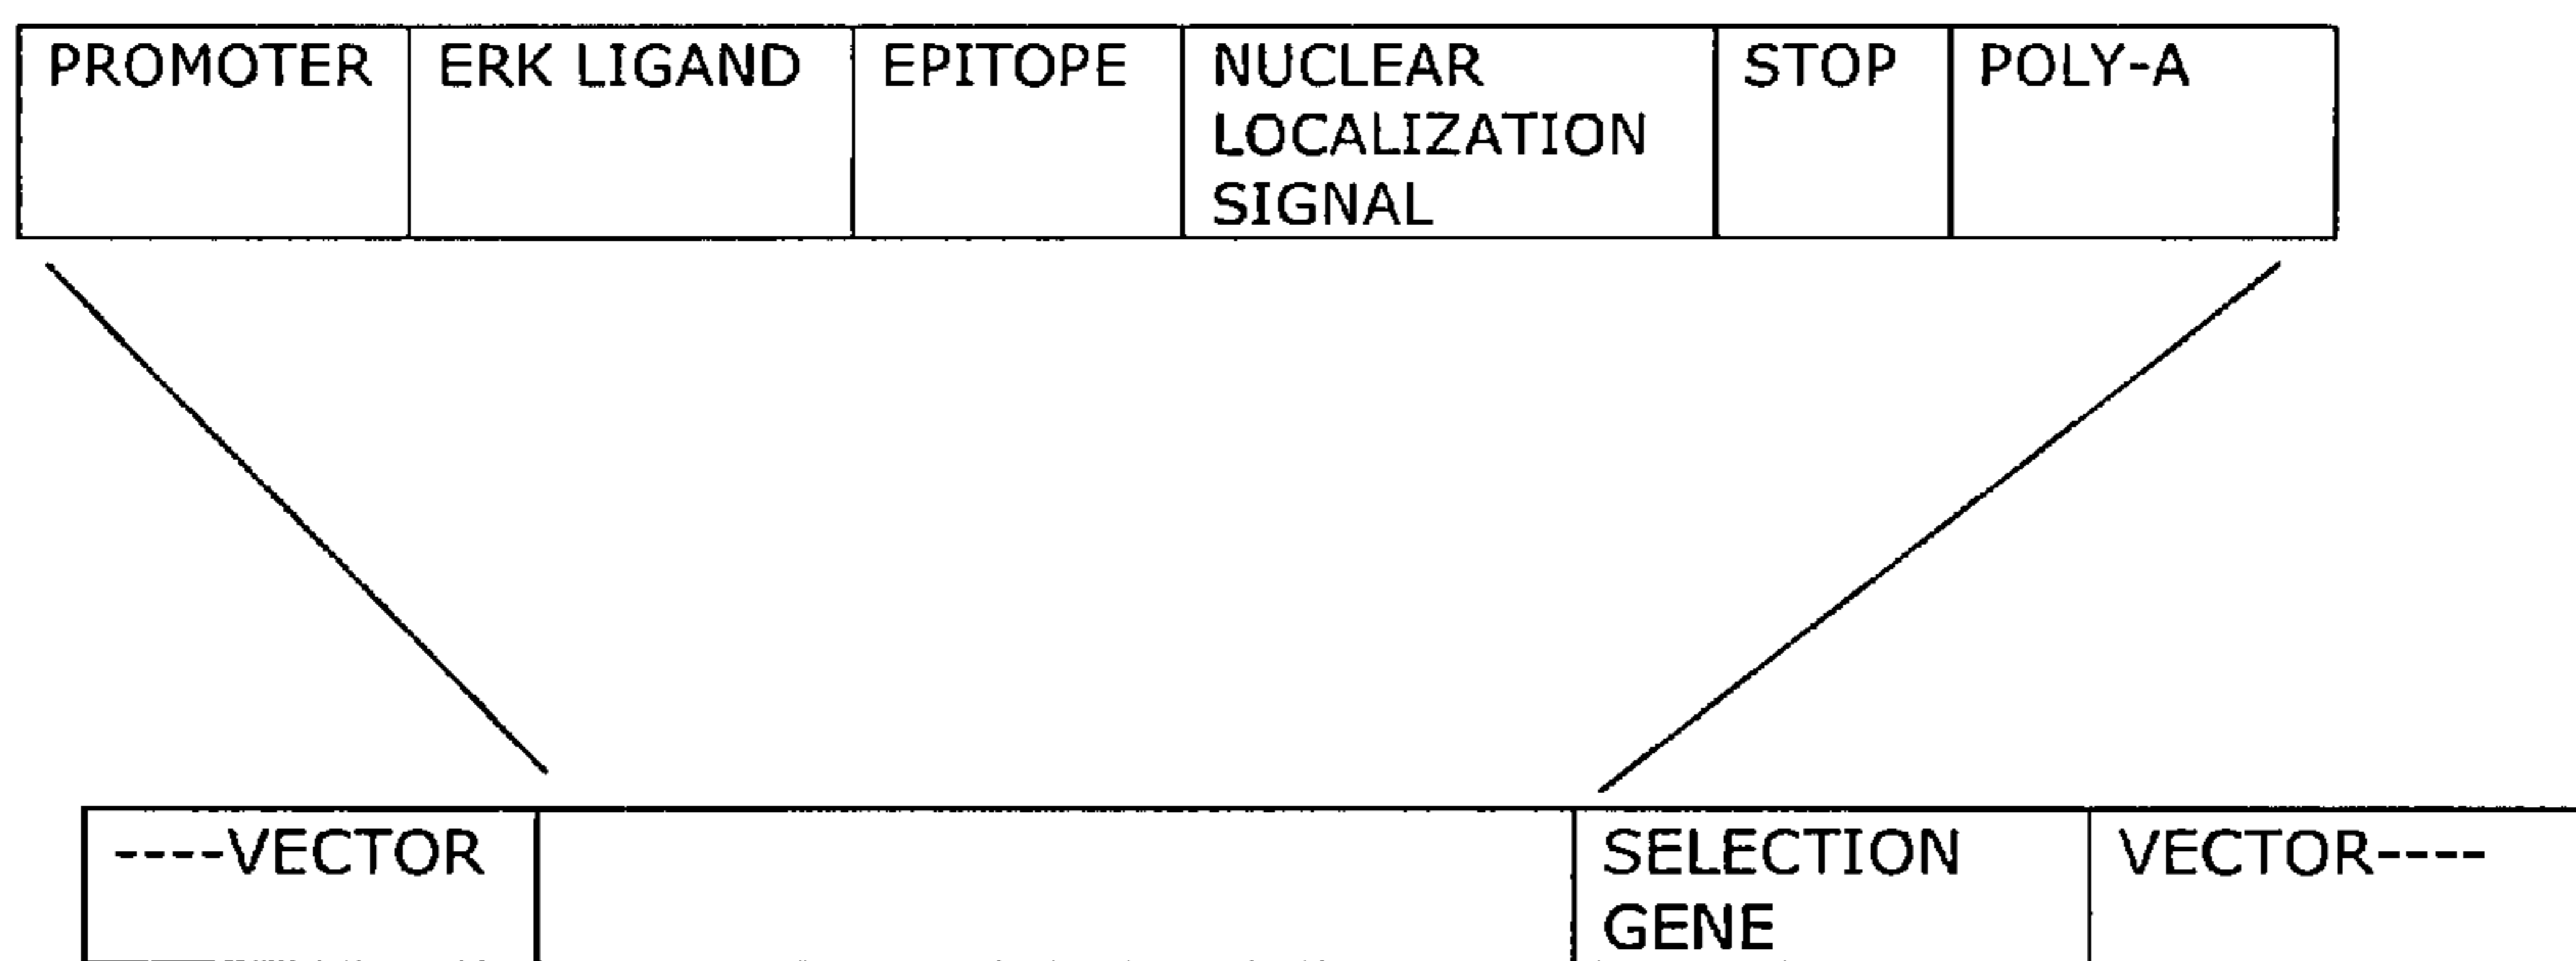 PROMOTER
ERK LIGAND
EPITOPE
NUCLEAR
LOCALIZATION
SIGNAL
STOP
POLY-A
----VECTOR
SELECTION
GENE
VECTOR----